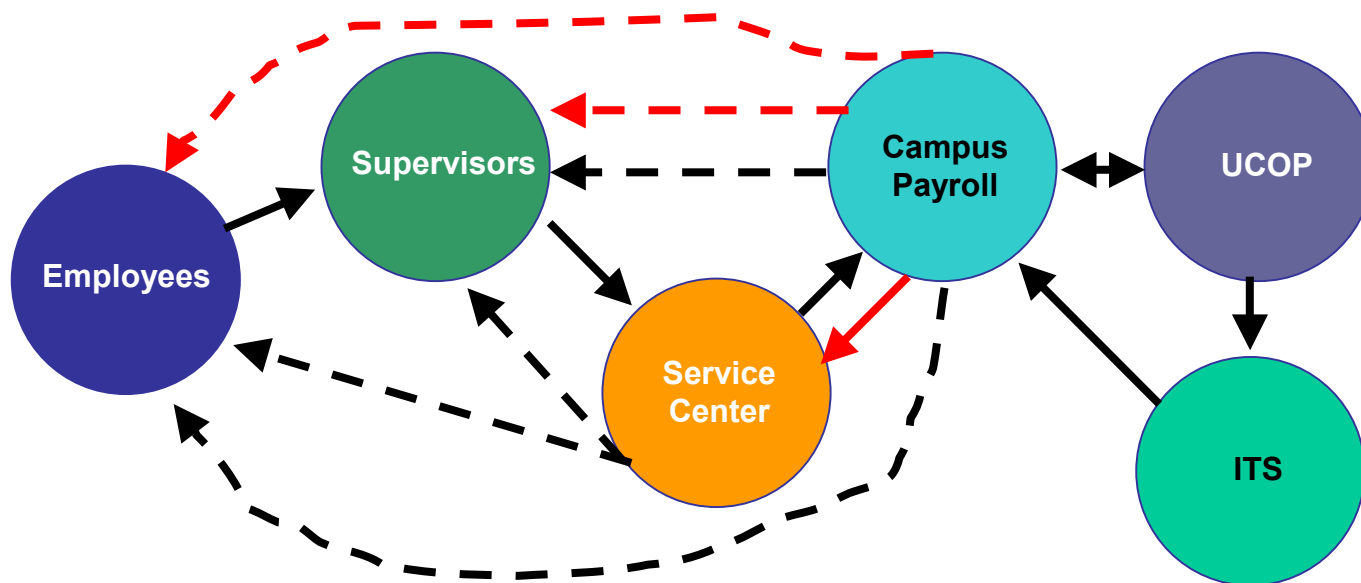 Supervisors
Campus
Payroll
UCOP
Employees
Service
Center
ITS